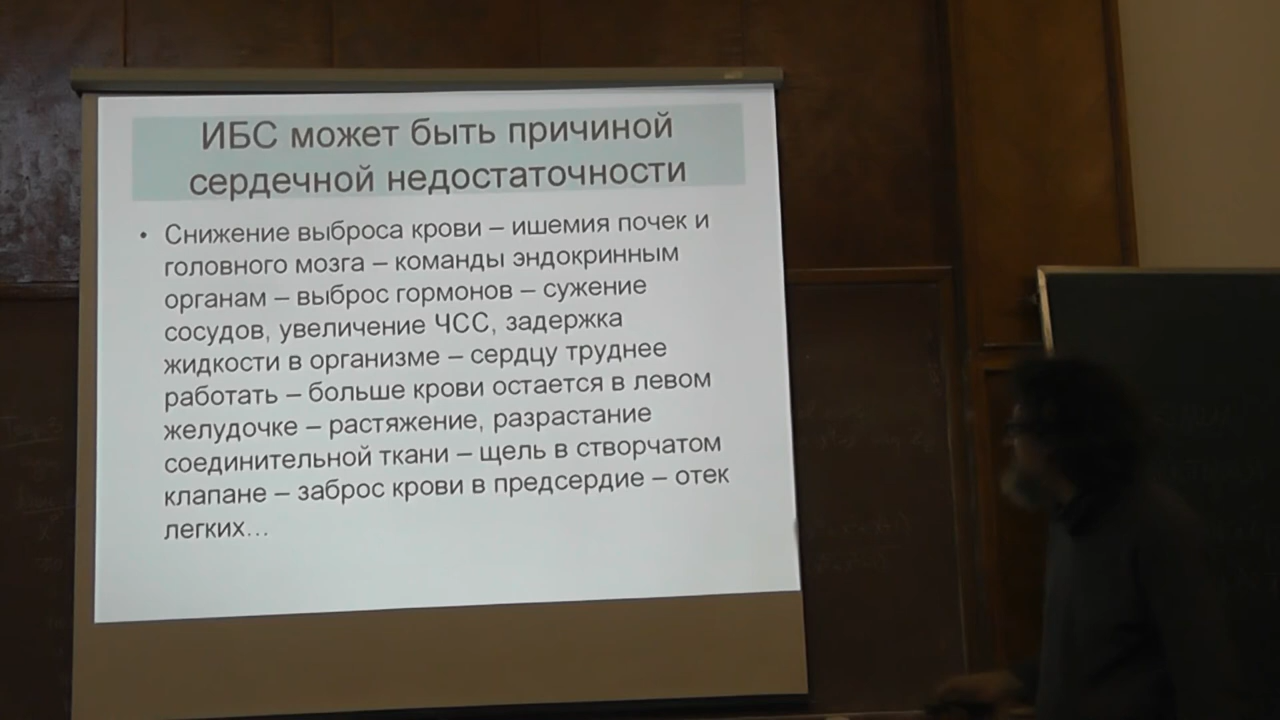 ИБС может быть причиной
сердечной недостаточности
• Снижение выброса крови – ишемия почек и
головного мозга – команды эндокринным
органам – выброс гормонов – сужение
сосудов, увеличение ЧСС, задержка
жидкости в организме – сердцу труднее
работать – больше крови остается в левом
желудочке – растяжение, разрастание
соединительной ткани – щель в створчатом
клапане – заброс крови в предсердие – отек
легких…